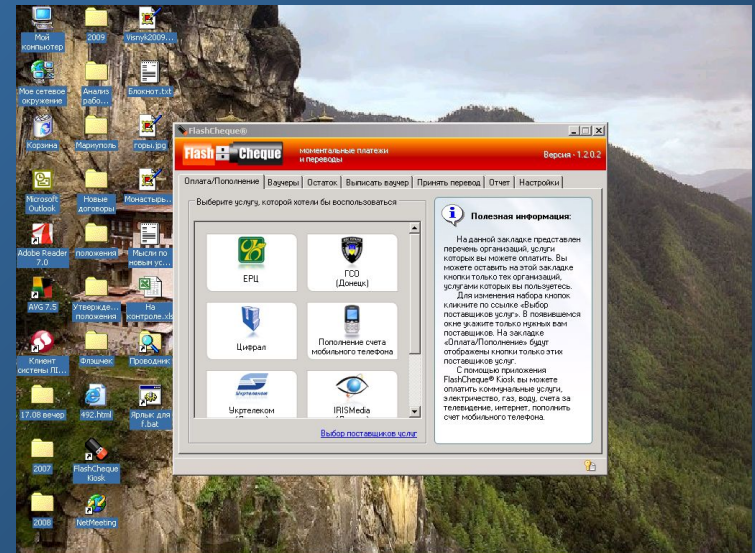 Мой
компьютер
2009
Visnyk2009...
Мое сетевое
окружение
Анализ
рабо...
Блокнот.txt
Корзина
Мариуполь
горы.jpg
Microsoft
Outlook
Новые
договоры
Монастырь...
Adobe Reader
7.0
положения
Мысли по
новым ус...
AVG 7.5
Утвержде...
положения
На
контроле.xls
Клиент
системы ПІ...
Флэшчек
Проводник
17.08 вечер
492.html
Ярлык для
f.bat
2007
FlashCheque
Kiosk
2008
NetMeeting
FlashCheque®
Flash Cheque
моментальные платежи
и переводы
Версия - 1.2.0.2
Оплата/Пополнение Ваучеры Остаток Выписать ваучер Принять перевод Отчет Настройки
Выберите услугу, которой хотели бы воспользоваться
ЕРЦ
ГСО
(Донецк)
Цифрал
Пополнение счета
мобильного телефона
Укртелеком
Укртелеком
IRISMedia
Выбор поставщиков услуг
Полезная информация:
На данной закладке представлен
перечень организаций, услуги
которых вы можете оплатить. Вы
можете оставить на этой закладке
кнопки только тех организаций,
услугами которых вы пользуетесь.
Для изменения набора кнопок
кликните по ссылке «Выбор
поставщиков услуг». В появившемся
окне укажите только нужных вам
поставщиков. На закладке
«Оплата/Пополнение» будут
отображены кнопки только этих
поставщиков услуг.
С помощью приложения
FlashCheque® Kiosk вы можете
оплатить коммунальные услуги,
электричество, газ, воду, счета за
телевидение, интернет, пополнить
счет мобильного телефона.